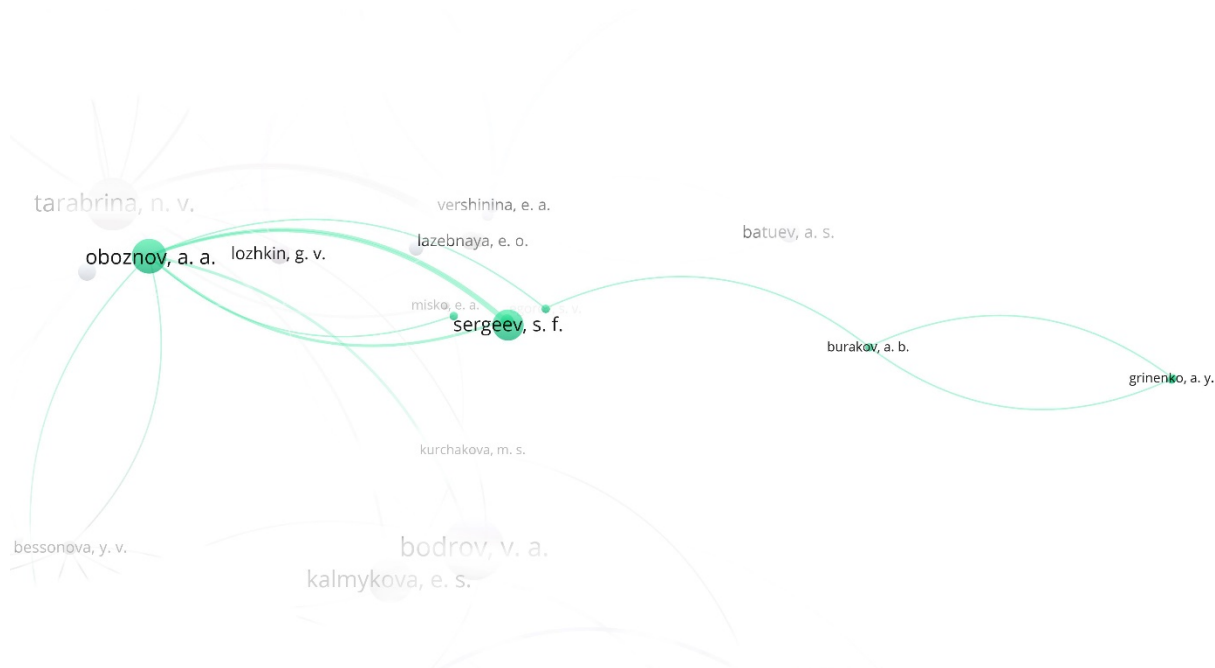 tarabrina, n. v.
vershinina, e. a.
batuev, a. s.
lazebnaya, e. o.
oboznov, a. a.
lozhkin, g. v.
misko, e. a.
s. v.
sergeev, s. f.
burakov, a. b.
grinenko, a. y.
kurchakova, m. s.
bessonova, y. v.
bodrov, v. a.
kalmykova, e. s.